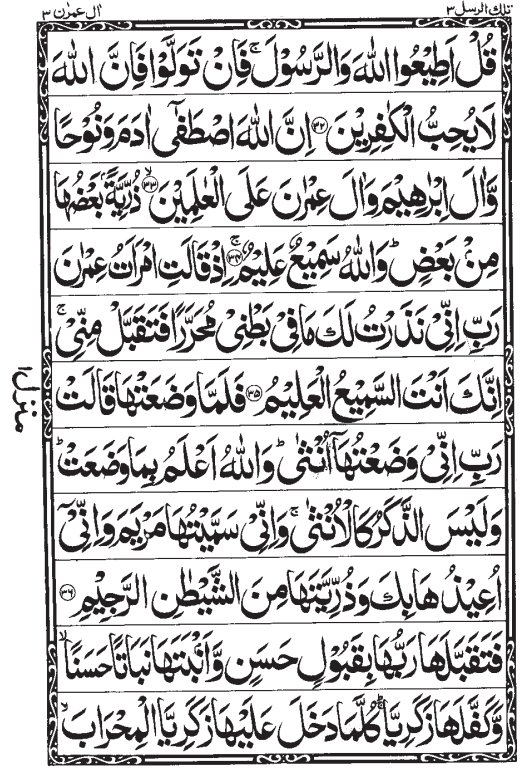 تلك الرسل ٣
اٰل عمرٰن ٣
قُلْ اَطِيْعُوا اللّٰهَ وَالرَّسُوْلَ ۚ فَاِنْ تَوَلَّوْا فَاِنَّ اللّٰهَ
لَا يُحِبُّ الْكٰفِرِيْنَ ﴿٣٢﴾ اِنَّ اللّٰهَ اصْطَفٰٓى اٰدَمَ وَنُوْحًا
وَّاٰلَ اِبْرٰهِيْمَ وَاٰلَ عِمْرٰنَ عَلَى الْعٰلَمِيْنَ ﴿٣٣﴾ۙ ذُرِّيَّةًۢ بَعْضُهَا
مِنْۢ بَعْضٍ ؕ وَاللّٰهُ سَمِيْعٌ عَلِيْمٌ ﴿٣٤﴾ۚ اِذْ قَالَتِ امْرَاَتُ عِمْرٰنَ
رَبِّ اِنِّيْ نَذَرْتُ لَكَ مَا فِيْ بَطْنِيْ مُحَرَّرًا فَتَقَبَّلْ مِنِّيْ ۚ
اِنَّكَ اَنْتَ السَّمِيْعُ الْعَلِيْمُ ﴿٣٥﴾ فَلَمَّا وَضَعَتْهَا قَالَتْ
رَبِّ اِنِّيْ وَضَعْتُهَاۤ اُنْثٰى ؕ وَاللّٰهُ اَعْلَمُ بِمَا وَضَعَتْ ؕ
وَلَيْسَ الذَّكَرُ كَالْاُنْثٰى ۚ وَاِنِّيْ سَمَّيْتُهَا مَرْيَمَ وَاِنِّيْۤ
اُعِيْذُهَا بِكَ وَذُرِّيَّتَهَا مِنَ الشَّيْطٰنِ الرَّجِيْمِ ﴿٣٦﴾
فَتَقَبَّلَهَا رَبُّهَا بِقَبُوْلٍ حَسَنٍ وَّاَنْۢبَتَهَا نَبَاتًا حَسَنًا ۙ
وَّكَفَّلَهَا زَكَرِيَّا ۚؕ كُلَّمَا دَخَلَ عَلَيْهَا زَكَرِيَّا الْمِحْرَابَ ۙ
منزل ١